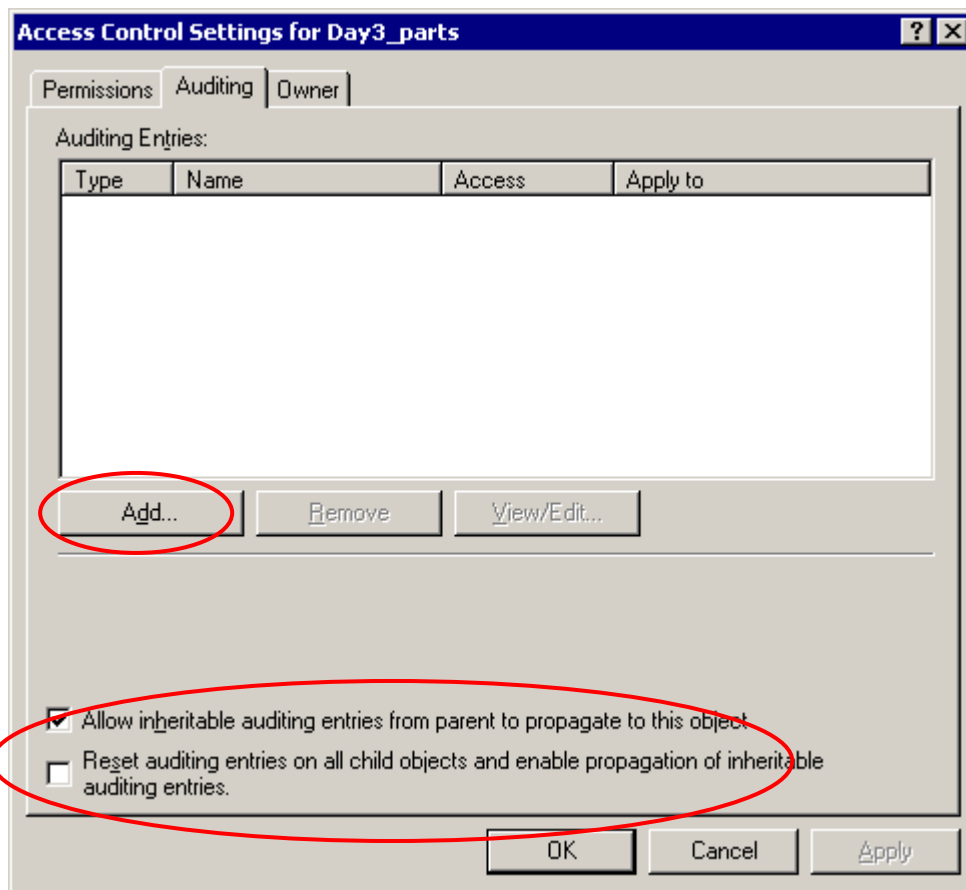 Access Control Settings for Day3_parts
Permissions Auditing Owner
Auditing Entries:
Type Name Access Apply to
Add... Remove View/Edit...
Allow inheritable auditing entries from parent to propagate to this object
Reset auditing entries on all child objects and enable propagation of inheritable
auditing entries.
OK Cancel Apply